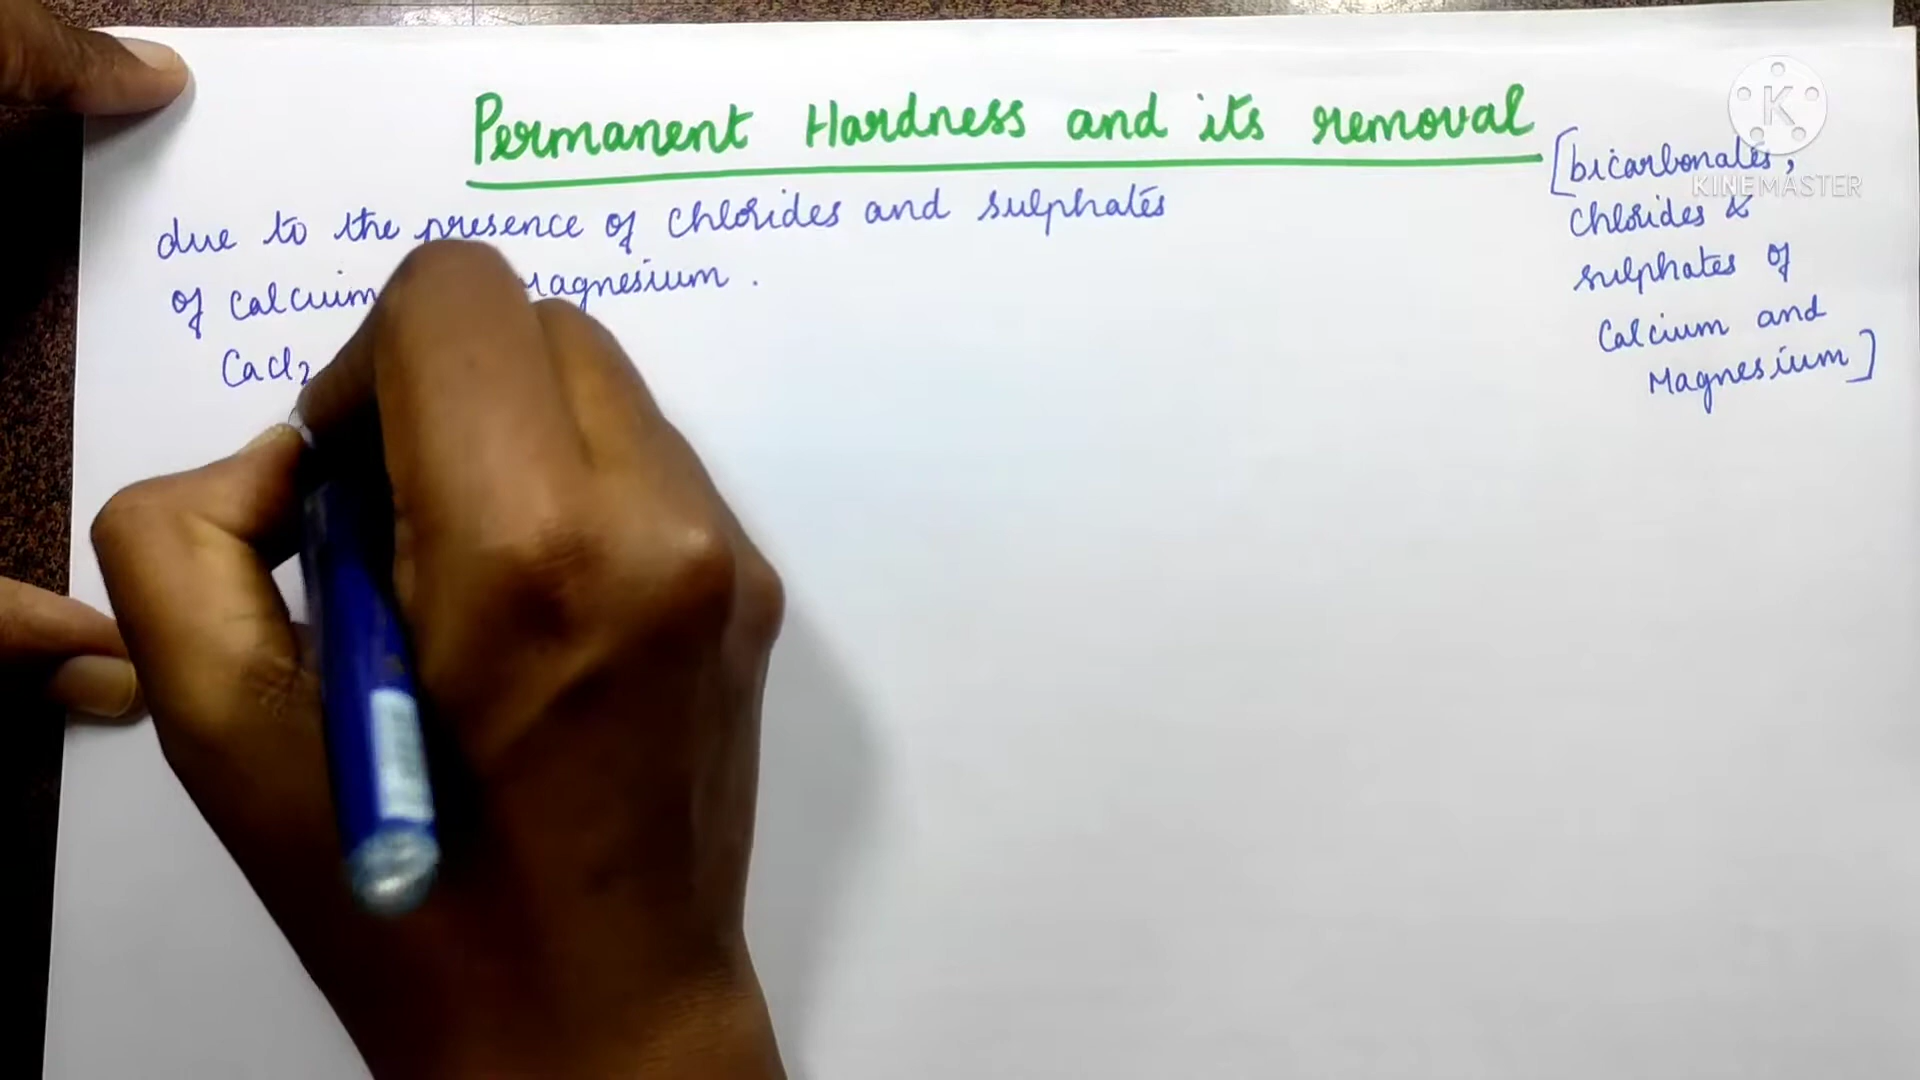 Permanent Hardness and its removal
due to the presence of chlorides and sulphates
of calcium magnesium .
CaCl2
[bicarbonates,
chlorides &
sulphates of
Calcium and
Magnesium]
K
KINEMASTER